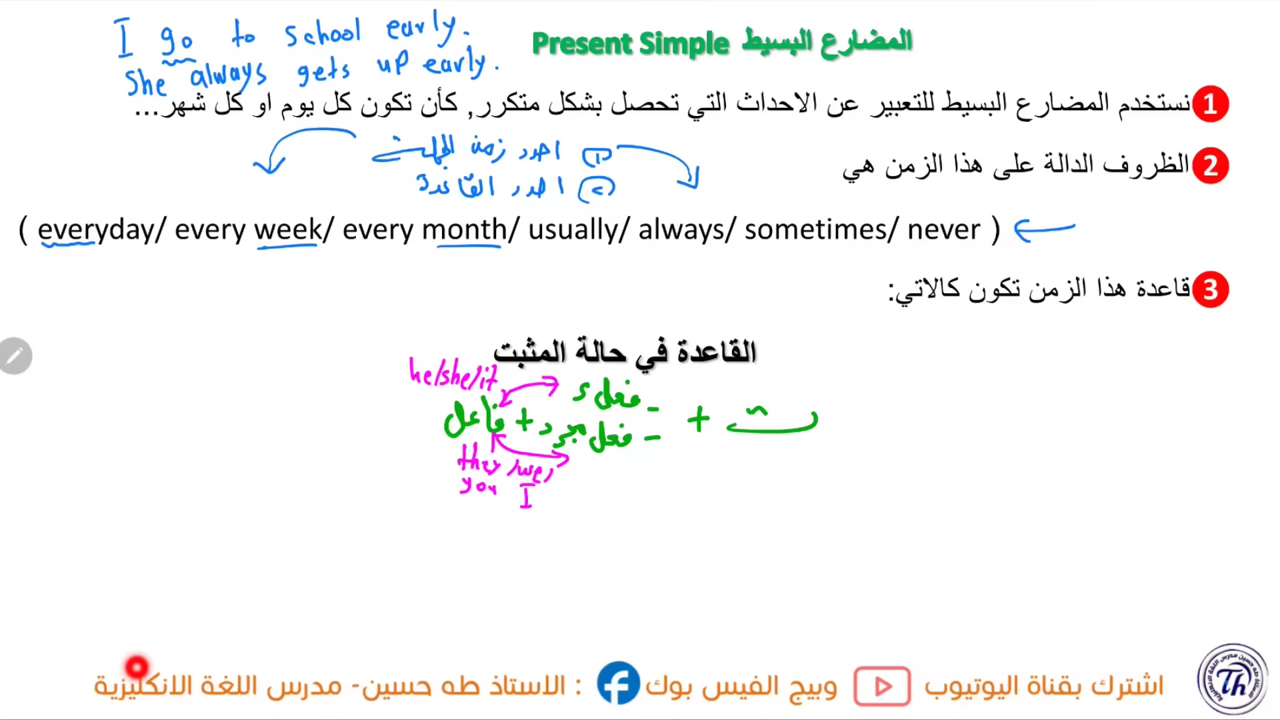 I go to school early.
She always gets up early.
المضارع البسيط Present Simple
1 نستخدم المضارع البسيط للتعبير عن الاحداث التي تحصل بشكل متكرر, كأن تكون كل يوم او كل شهر...
① احدد زمن الجملة
2 الظروف الدالة على هذا الزمن هي
② احدد القاعدة
( everyday/ every week/ every month/ usually/ always/ sometimes/ never )
3 قاعدة هذا الزمن تكون كالاتي:
القاعدة في حالة المثبت
he/she/it
فعل s
فاعل + فعل مجرد + ت
they/we/
you I
اشترك بقناة اليوتيوب وبيج الفيس بوك : الاستاذ طه حسين- مدرس اللغة الانكليزية
Th